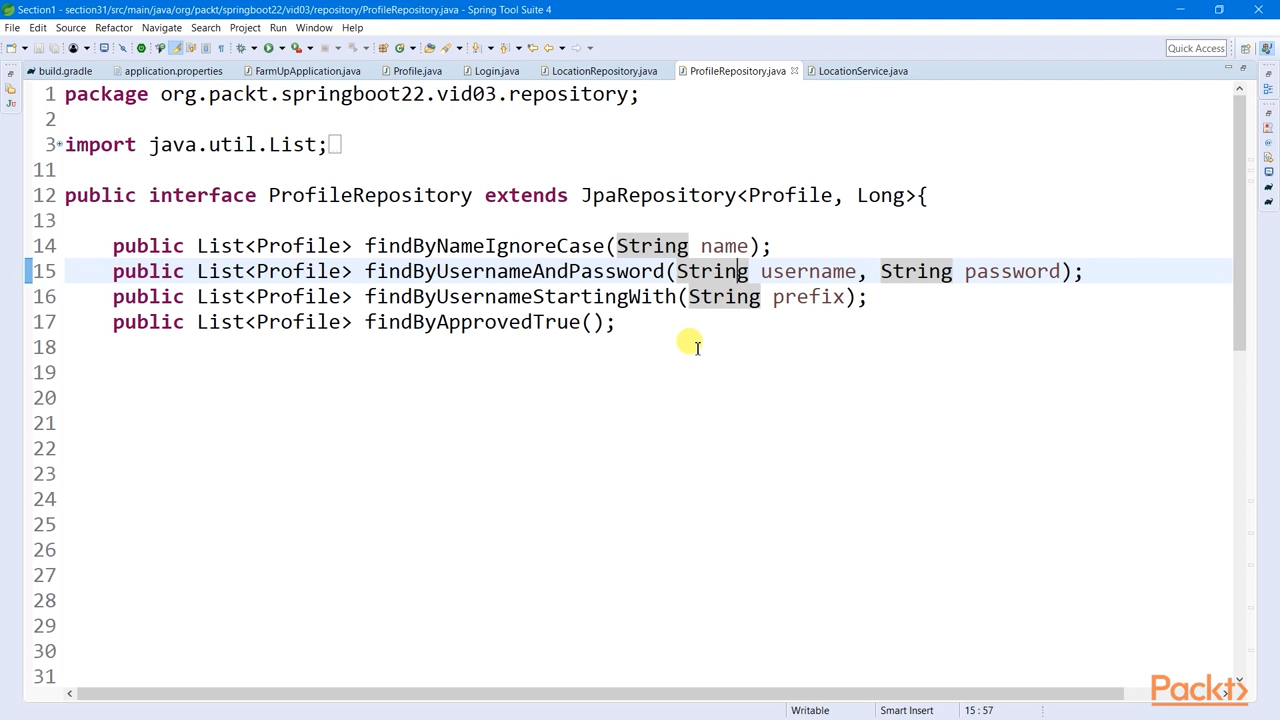 Section1 - section31/src/main/java/org/packt/springboot22/vid03/repository/ProfileRepository.java - Spring Tool Suite 4
File Edit Source Refactor Navigate Search Project Run Window Help
Quick Access
build.gradle application.properties FarmUpApplication.java Profile.java Login.java LocationRepository.java ProfileRepository.java LocationService.java
1 package org.packt.springboot22.vid03.repository;
2
3 import java.util.List;
11
12 public interface ProfileRepository extends JpaRepository<Profile, Long>{
13
14 public List<Profile> findByNameIgnoreCase(String name);
15 public List<Profile> findByUsernameAndPassword(String username, String password);
16 public List<Profile> findByUsernameStartingWith(String prefix);
17 public List<Profile> findByApprovedTrue();
18
19
20
21
22
23
24
25
26
27
28
29
30
31
Packt>
Writable Smart Insert 15 : 57